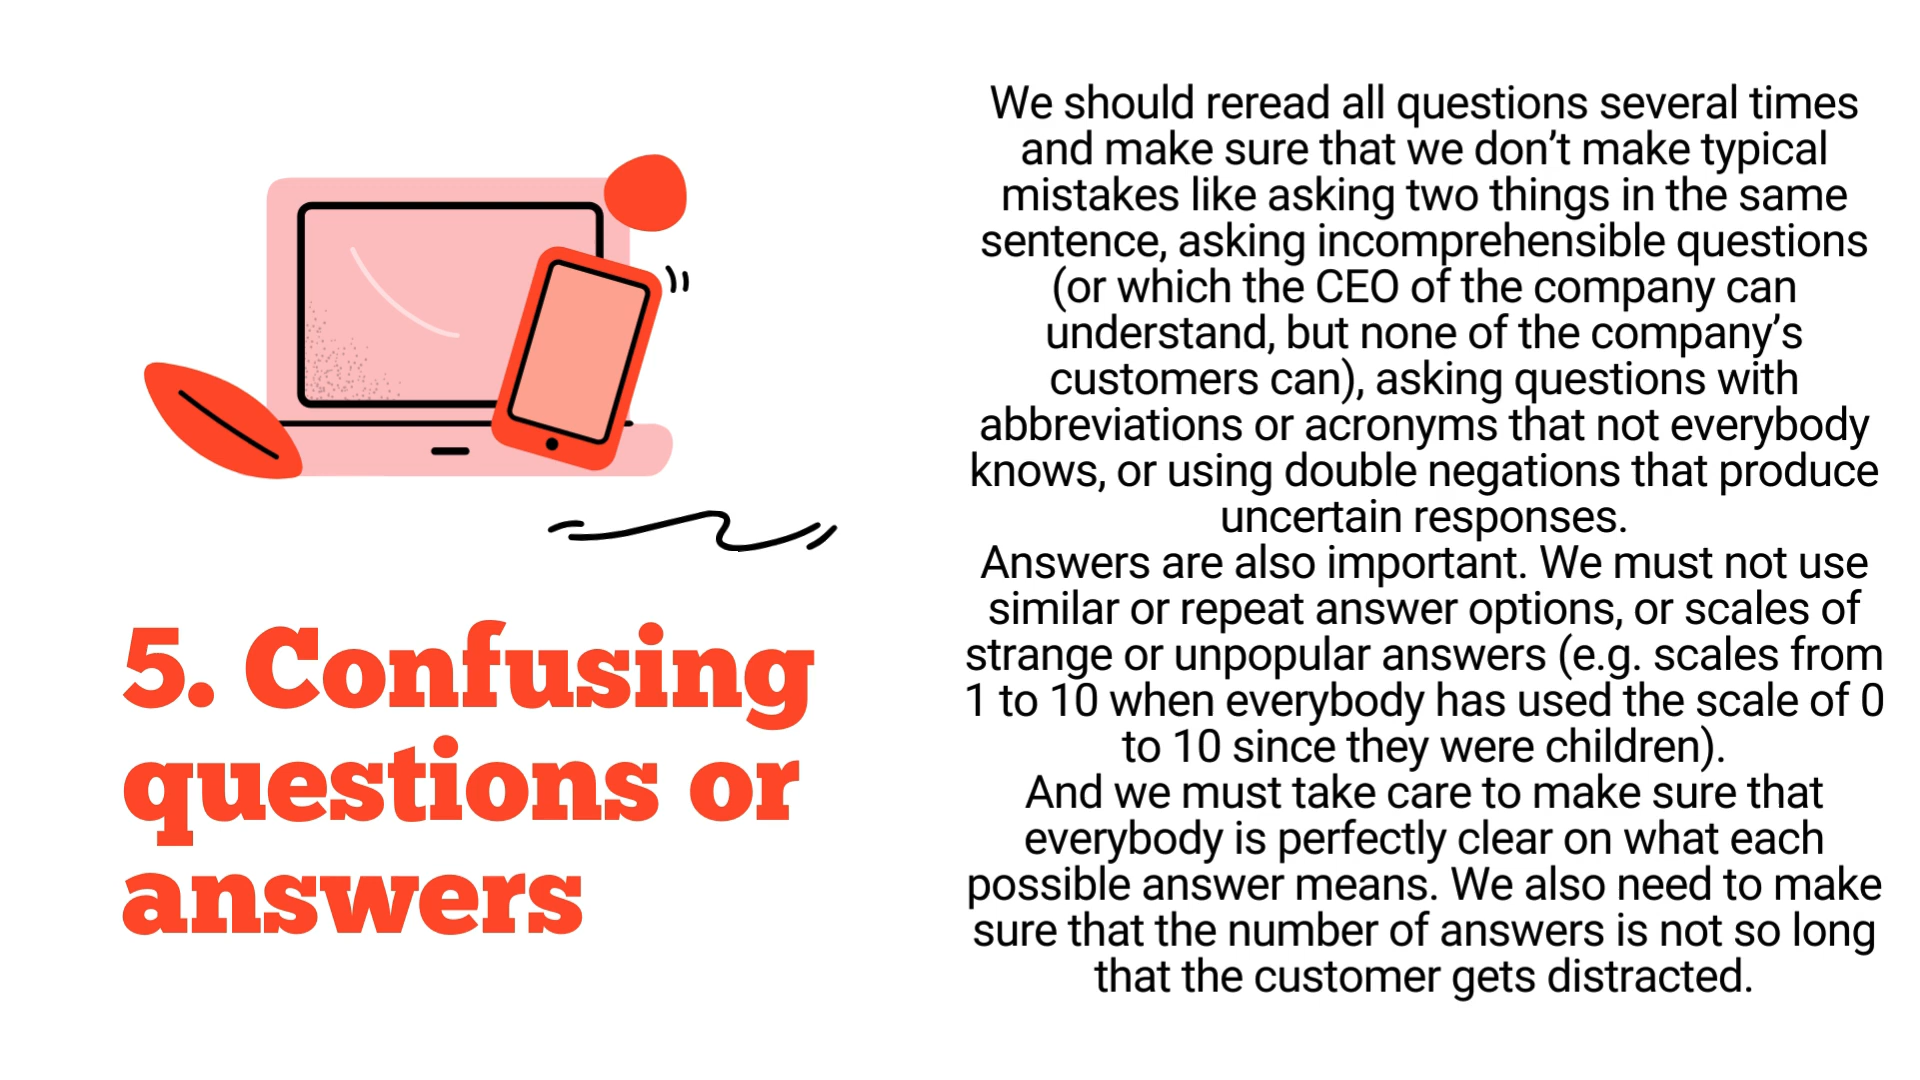 5. Confusing
questions or
answers
We should reread all questions several times
and make sure that we don’t make typical
mistakes like asking two things in the same
sentence, asking incomprehensible questions
(or which the CEO of the company can
understand, but none of the company’s
customers can), asking questions with
abbreviations or acronyms that not everybody
knows, or using double negations that produce
uncertain responses.
Answers are also important. We must not use
similar or repeat answer options, or scales of
strange or unpopular answers (e.g. scales from
1 to 10 when everybody has used the scale of 0
to 10 since they were children).
And we must take care to make sure that
everybody is perfectly clear on what each
possible answer means. We also need to make
sure that the number of answers is not so long
that the customer gets distracted.